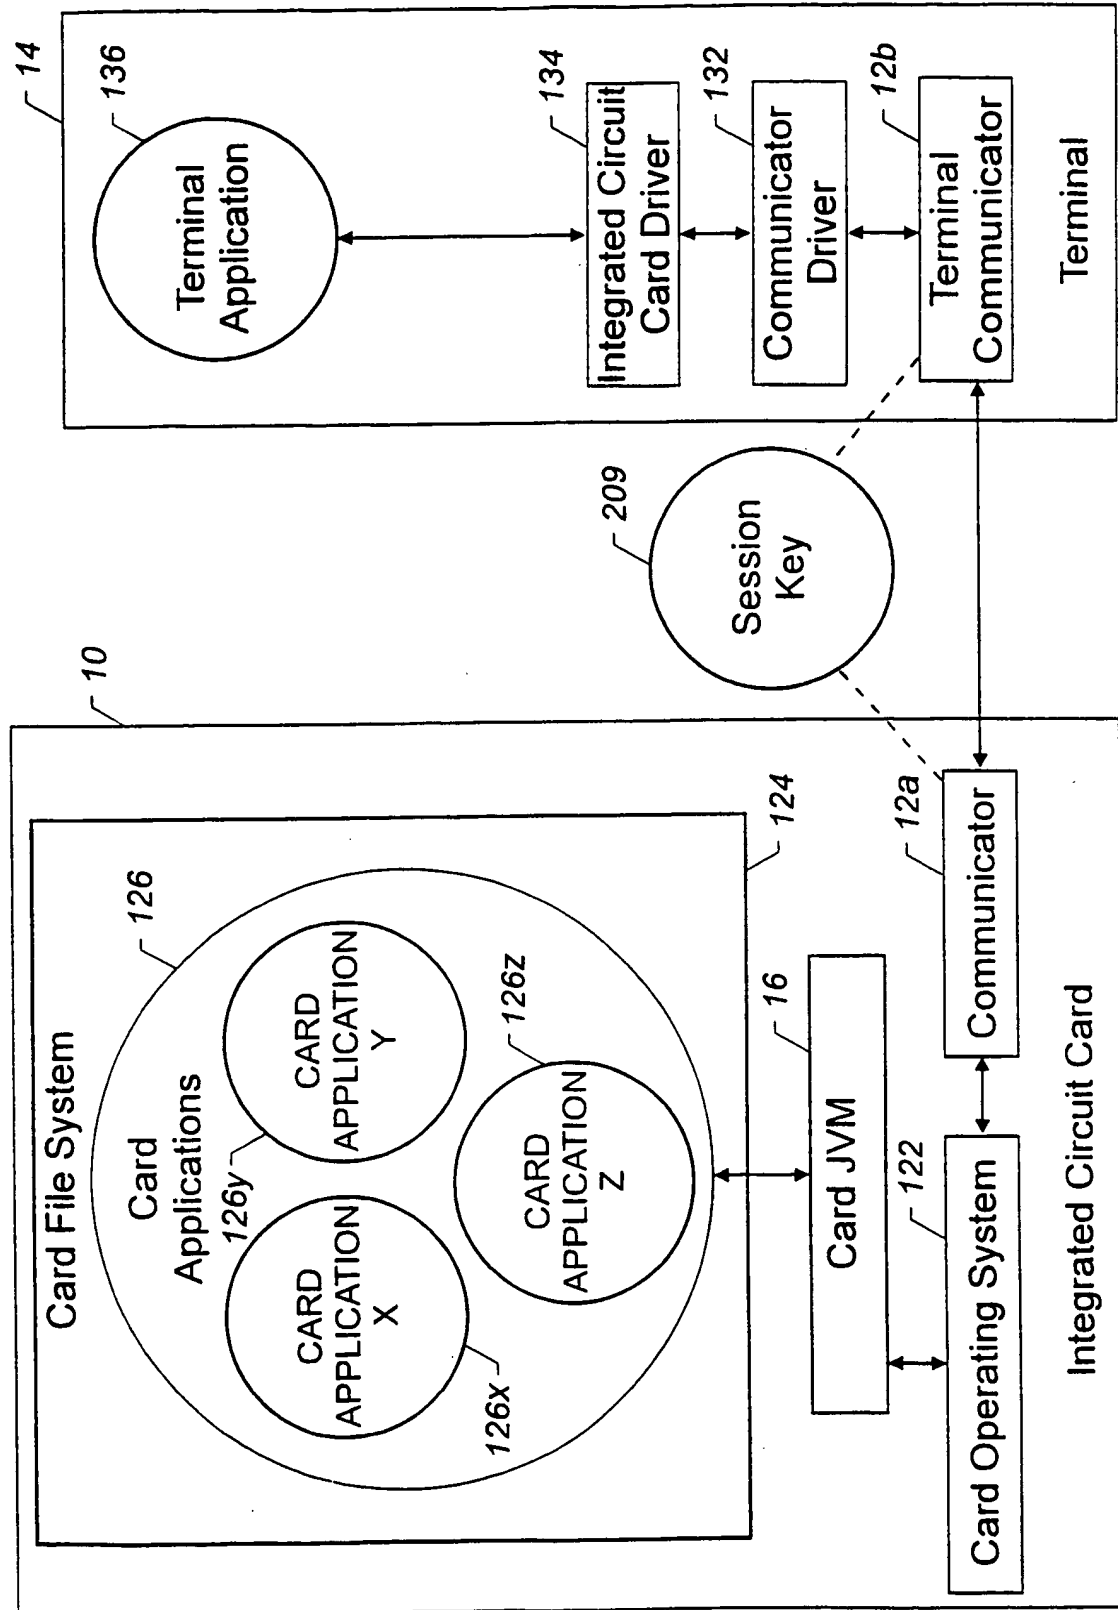 Card File System
126
Card
Applications
126y
CARD
APPLICATION
X
126x
CARD
APPLICATION
Y
CARD
APPLICATION
Z
126z
124
10
Card JVM
16
Card Operating System
122
Communicator
12a
Integrated Circuit Card
Session
Key
209
14
136
Terminal
Application
134
Integrated Circuit
Card Driver
132
Communicator
Driver
12b
Terminal
Communicator
Terminal